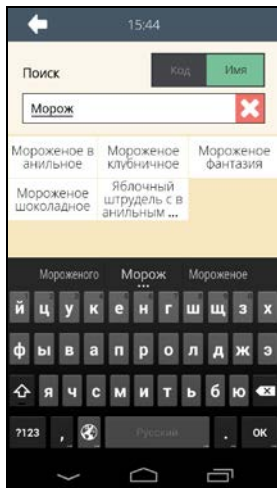 15:44
Поиск
Код
Имя
Морож
Мороженое в
анильное
Мороженое
клубничное
Мороженое
фантазия
Мороженое
шоколадное
Яблочный
штрудель с в
анильным ...
Мороженого Морож Мороженое
й ц у к е н г ш щ з х
ф ы в а п р о л д ж э
я ч с м и т ь б ю
?123 , Русский . ОК